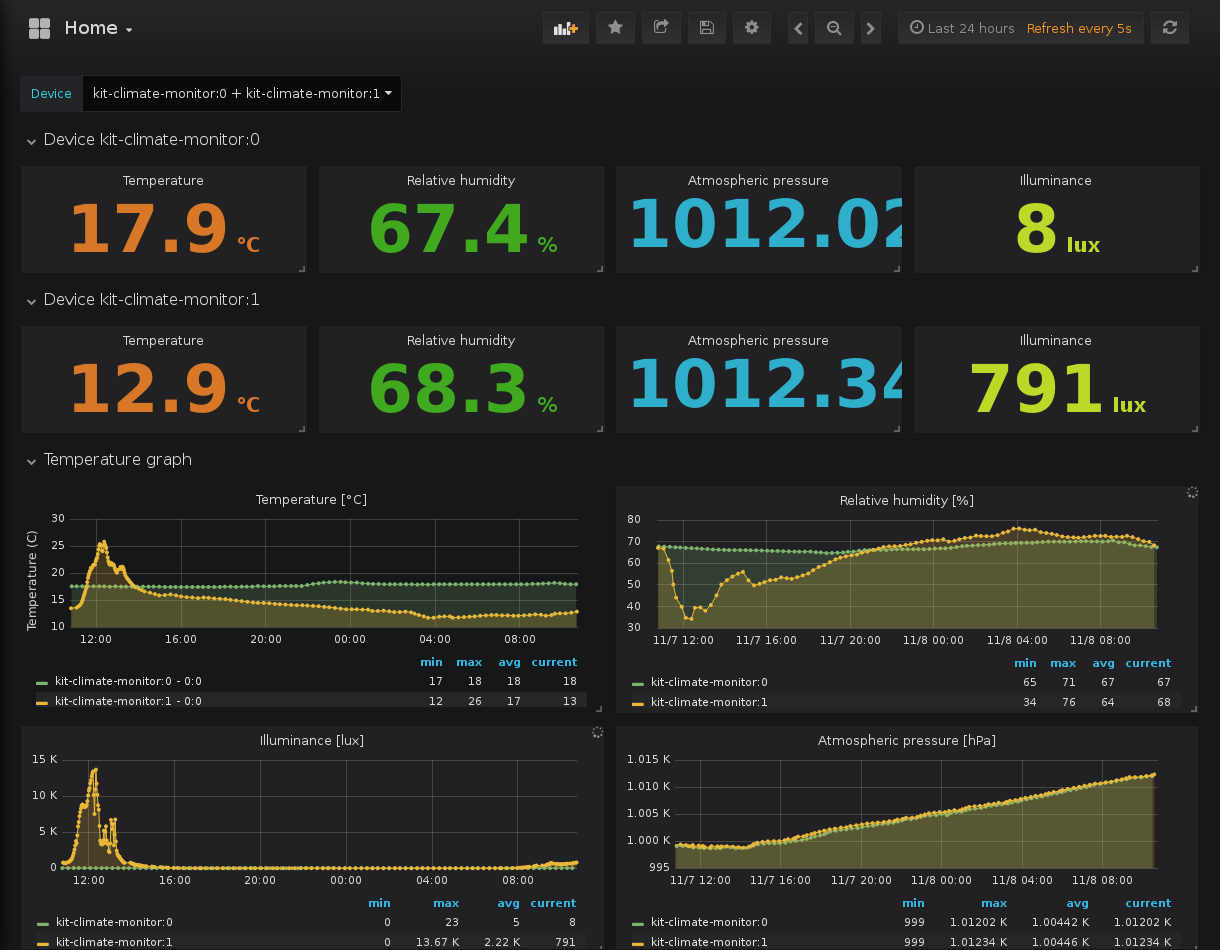 Home
Last 24 hours Refresh every 5s
Device kit-climate-monitor:0 + kit-climate-monitor:1
Device kit-climate-monitor:0
Temperature Relative humidity Atmospheric pressure Illuminance
17.9 °C 67.4 % 1012.02 8 lux
Device kit-climate-monitor:1
Temperature Relative humidity Atmospheric pressure Illuminance
12.9 °C 68.3 % 1012.34 791 lux
Temperature graph
Temperature [°C]
Temperature (C)
30
25
20
15
10
12:00 16:00 20:00 00:00 04:00 08:00
min max avg current
kit-climate-monitor:0 - 0:0 17 18 18 18
kit-climate-monitor:1 - 0:0 12 26 17 13
Relative humidity [%]
80
70
60
50
40
30
11/7 12:00 11/7 16:00 11/7 20:00 11/8 00:00 11/8 04:00 11/8 08:00
min max avg current
kit-climate-monitor:0 65 71 67 67
kit-climate-monitor:1 34 76 64 68
Illuminance [lux]
15 K
10 K
5 K
0
12:00 16:00 20:00 00:00 04:00 08:00
min max avg current
kit-climate-monitor:0 0 23 5 8
kit-climate-monitor:1 0 13.67 K 2.22 K 791
Atmospheric pressure [hPa]
1.015 K
1.010 K
1.005 K
1.000 K
995
11/7 12:00 11/7 16:00 11/7 20:00 11/8 00:00 11/8 04:00 11/8 08:00
min max avg current
kit-climate-monitor:0 999 1.01202 K 1.00442 K 1.01202 K
kit-climate-monitor:1 999 1.01234 K 1.00446 K 1.01234 K